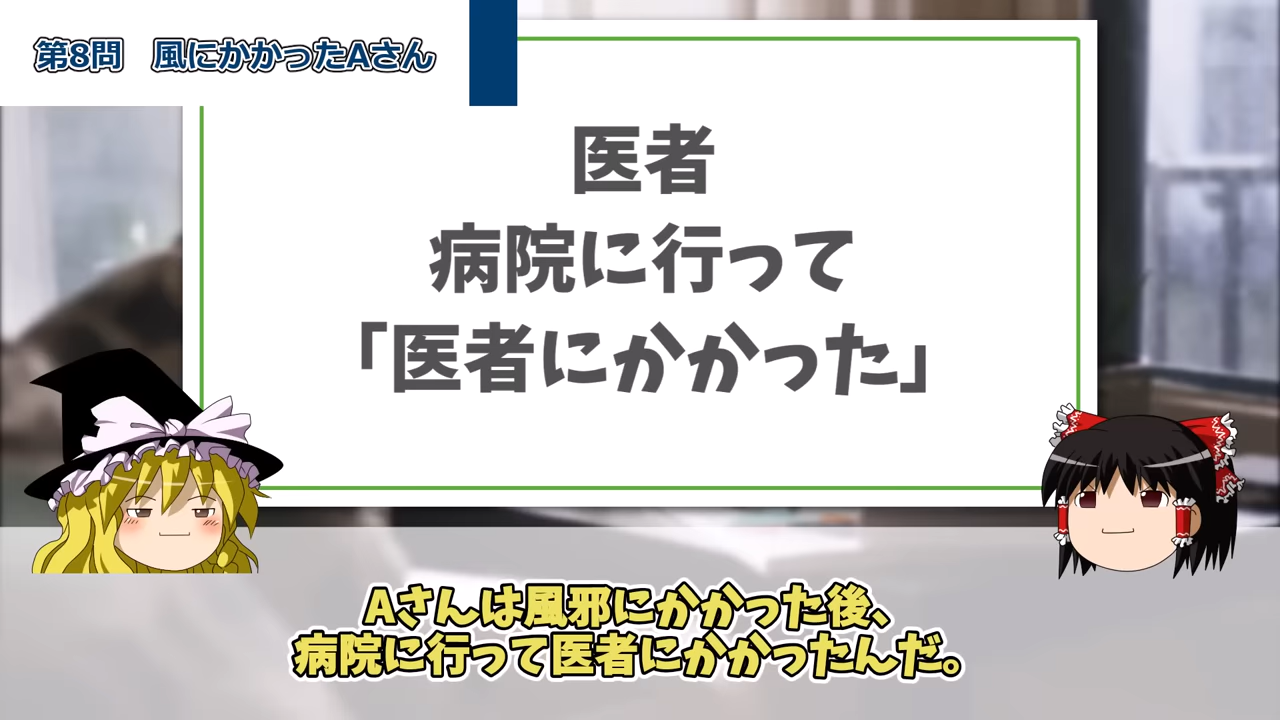 第8問　風にかかったAさん
医者
病院に行って
「医者にかかった」
Aさんは風邪にかかった後、
病院に行って医者にかかったんだ。